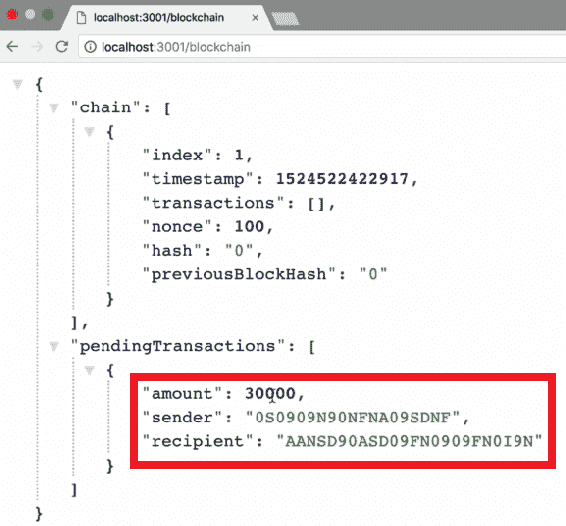 localhost:3001/blockchain
localhost:3001/blockchain
{
"chain": [
{
"index": 1,
"timestamp": 1524522422917,
"transactions": [],
"nonce": 100,
"hash": "0",
"previousBlockHash": "0"
}
],
"pendingTransactions": [
{
"amount": 30000,
"sender": "0S0909N90NFNA09SDNF",
"recipient": "AANSD90ASD09FN0909FN0I9N"
}
]
}